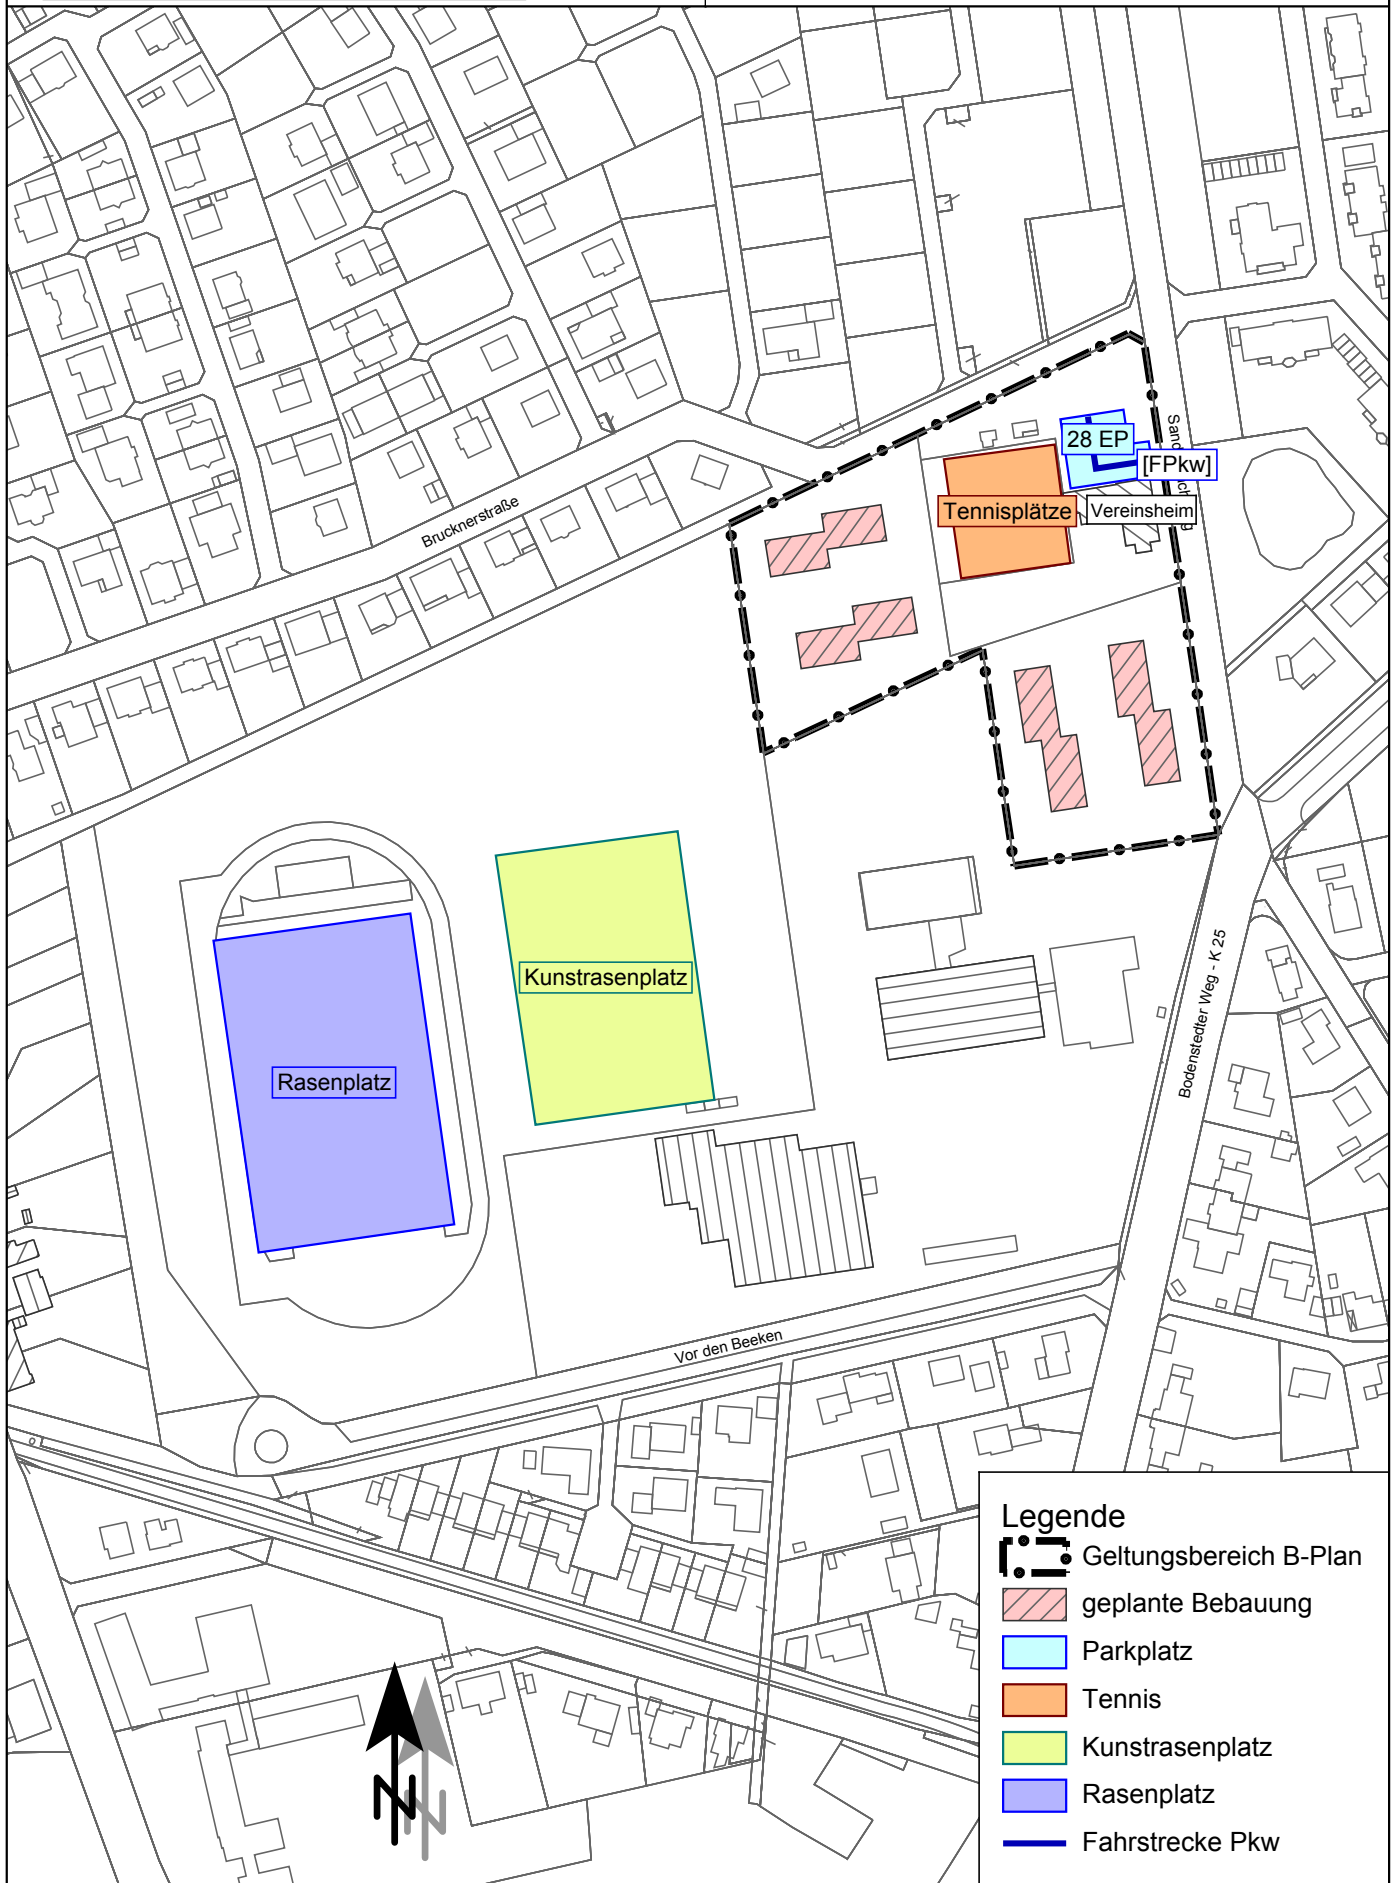 28 EP
[FPkw]
Tennisplätze
Vereinsheim
Brucknerstraße
Kunstrasenplatz
Rasenplatz
Bodenstedter Weg - K 25
Vor den Beeken
N
Legende
Geltungsbereich B-Plan
geplante Bebauung
Parkplatz
Tennis
Kunstrasenplatz
Rasenplatz
Fahrstrecke Pkw